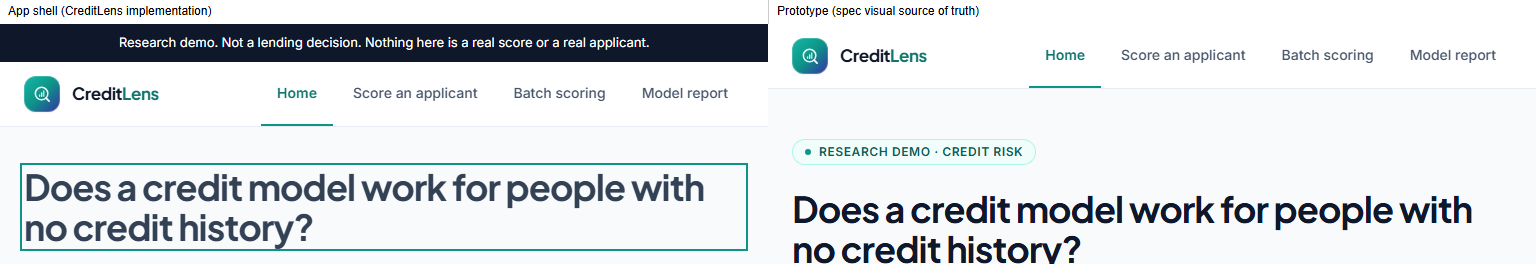 App shell (CreditLens implementation)
Research demo. Not a lending decision. Nothing here is a real score or a real applicant.
CreditLens
Home
Score an applicant
Batch scoring
Model report
Does a credit model work for people with
no credit history?
Prototype (spec visual source of truth)
CreditLens
Home
Score an applicant
Batch scoring
Model report
RESEARCH DEMO · CREDIT RISK
Does a credit model work for people with
no credit history?